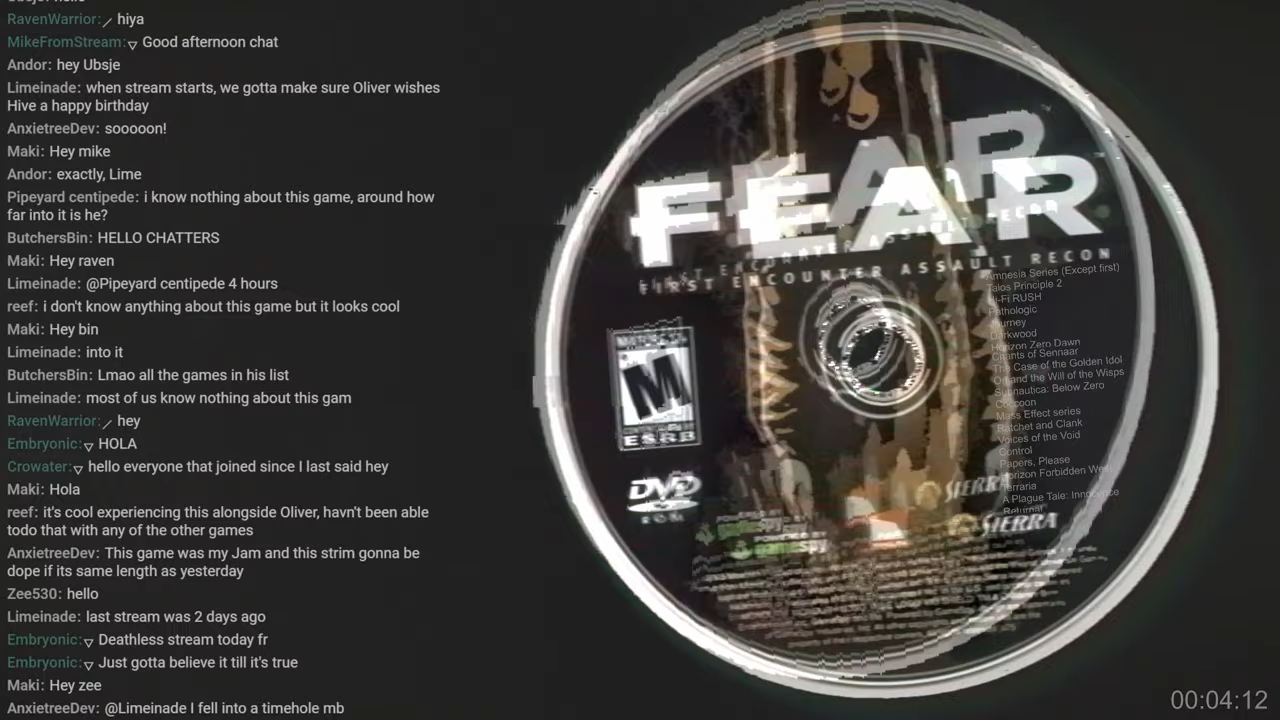 RavenWarrior: hiya
MikeFromStream: Good afternoon chat
Andor: hey Ubsje
Limeinade: when stream starts, we gotta make sure Oliver wishes
Hive a happy birthday
AnxietreeDev: sooooon!
Maki: Hey mike
Andor: exactly, Lime
Pipeyard centipede: i know nothing about this game, around how
far into it is he?
ButchersBin: HELLO CHATTERS
Maki: Hey raven
Limeinade: @Pipeyard centipede 4 hours
reef: i don't know anything about this game but it looks cool
Maki: Hey bin
Limeinade: into it
ButchersBin: Lmao all the games in his list
Limeinade: most of us know nothing about this gam
RavenWarrior: hey
Embryonic: HOLA
Crowater: hello everyone that joined since I last said hey
Maki: Hola
reef: it's cool experiencing this alongside Oliver, havn't been able
todo that with any of the other games
AnxietreeDev: This game was my Jam and this strim gonna be
dope if its same length as yesterday
Zee530: hello
Limeinade: last stream was 2 days ago
Embryonic: Deathless stream today fr
Embryonic: Just gotta believe it till it's true
Maki: Hey zee
AnxietreeDev: @Limeinade I fell into a timehole mb
FEAR
FIRST ENCOUNTER ASSAULT RECON
M
ESRB
DVD
ROM
Amnesia Series (Except first)
Talos Principle 2
Hi-Fi RUSH
Pathologic
Journey
Darkwood
Horizon Zero Dawn
Chants of Sennaar
The Case of the Golden Idol
Ori and the Will of the Wisps
Subnautica: Below Zero
Cocoon
Mass Effect series
Ratchet and Clank
Voices of the Void
Control
Papers, Please
Horizon Forbidden West
Terraria
A Plague Tale: Innocence
Returnal
SIERRA
POWERED BY
gamespy
00:04:12